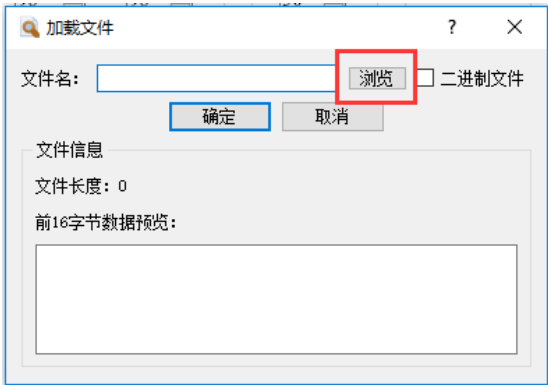 加载文件 ?
文件名： 浏览 二进制文件
确定 取消
文件信息
文件长度：0
前16字节数据预览：